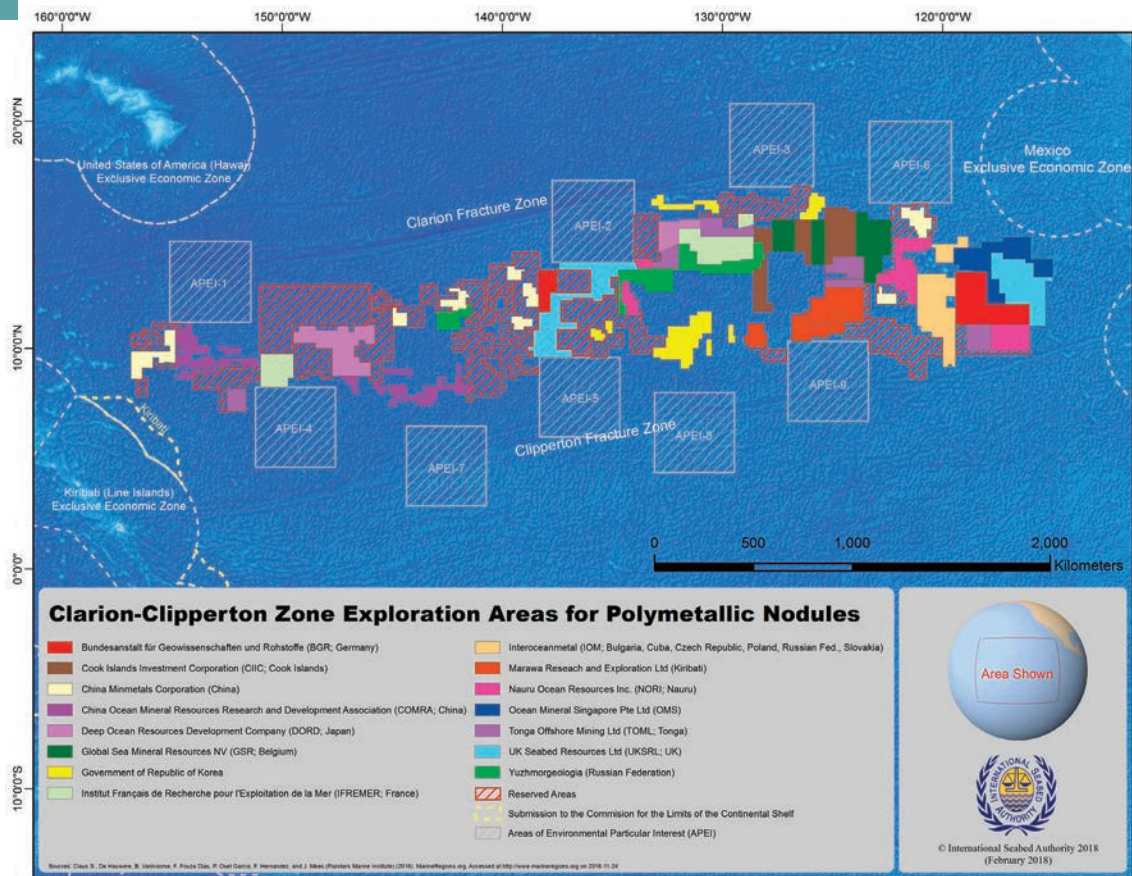 160°0'0"W
150°0'0"W
140°0'0"W
130°0'0"W
120°0'0"W
20°0'0"N
10°0'0"N
0°0'0"
10°0'0"S
United States of America (Hawai)
Exclusive Economic Zone
Mexico
Exclusive Economic Zone
Clarion Fracture Zone
APEI-3
APEI-6
APEI-2
APEI-1
APEI-9
APEI-5
APEI-4
APEI-8
APEI-7
Clipperton Fracture Zone
Kiribati
Kiribati (Line Islands)
Exclusive Economic Zone
0 500 1,000 2,000
Kilometers
Clarion-Clipperton Zone Exploration Areas for Polymetallic Nodules
Bundesanstalt für Geowissenschaften und Rohstoffe (BGR; Germany)
Cook Islands Investment Corporation (CIIC; Cook Islands)
China Minmetals Corporation (China)
China Ocean Mineral Resources Research and Development Association (COMRA; China)
Deep Ocean Resources Development Company (DORD; Japan)
Global Sea Mineral Resources NV (GSR; Belgium)
Government of Republic of Korea
Institut Français de Recherche pour l'Exploitation de la Mer (IFREMER; France)
Interoceanmetal (IOM; Bulgaria, Cuba, Czech Republic, Poland, Russian Fed., Slovakia)
Marawa Reseach and Exploration Ltd (Kiribati)
Nauru Ocean Resources Inc. (NORI; Nauru)
Ocean Mineral Singapore Pte Ltd (OMS)
Tonga Offshore Mining Ltd (TOML; Tonga)
UK Seabed Resources Ltd (UKSRL; UK)
Yuzhmorgeologia (Russian Federation)
Reserved Areas
Submission to the Commision for the Limits of the Continental Shelf
Areas of Environmental Particular Interest (APEI)
Area Shown
INTERNATIONAL SEABED AUTHORITY
© International Seabed Authority 2018
(February 2018)